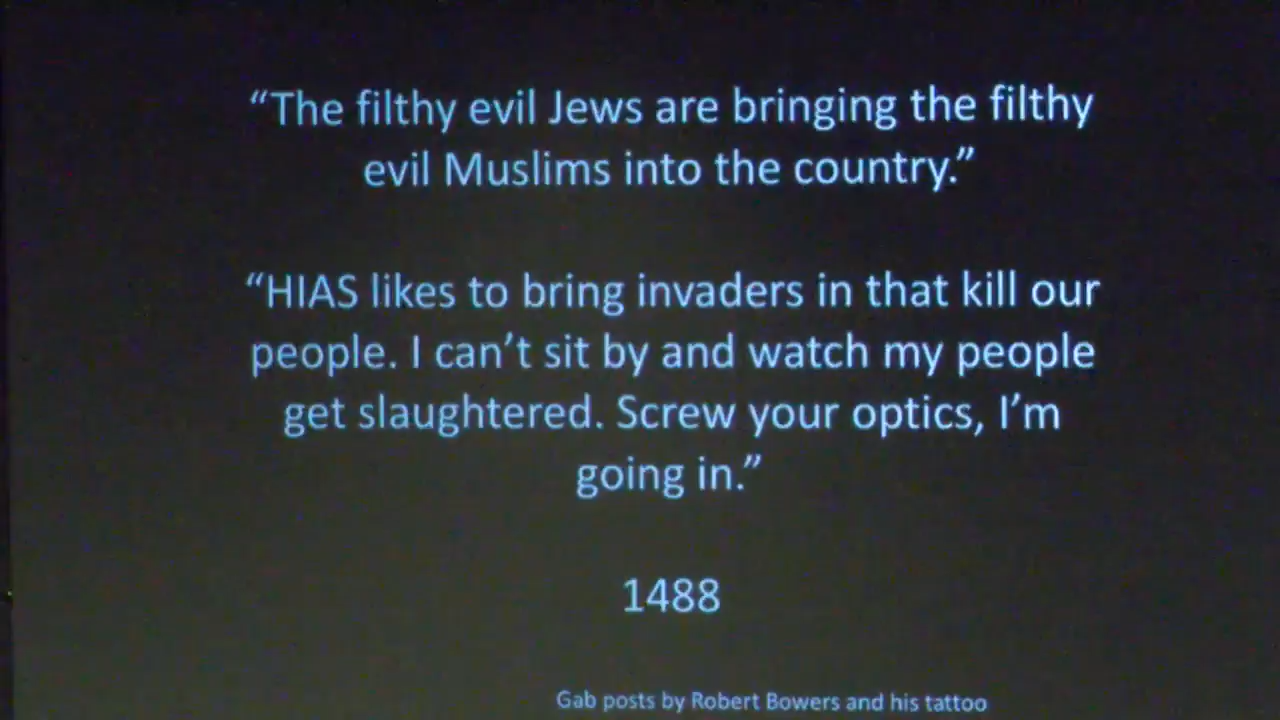 “The filthy evil Jews are bringing the filthy
evil Muslims into the country.”
“HIAS likes to bring invaders in that kill our
people. I can’t sit by and watch my people
get slaughtered. Screw your optics, I’m
going in.”
1488
Gab posts by Robert Bowers and his tattoo